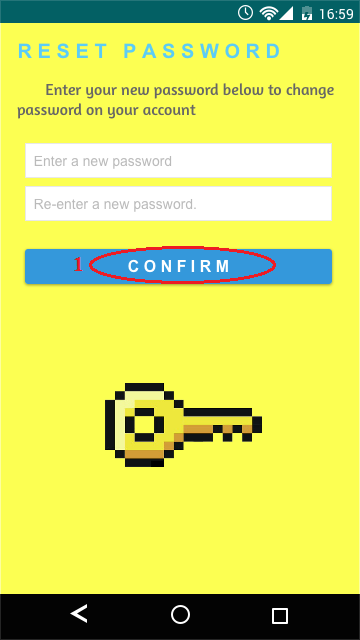 16:59
RESET PASSWORD
Enter your new password below to change
password on your account
Enter a new password
Re-enter a new password.
1 CONFIRM